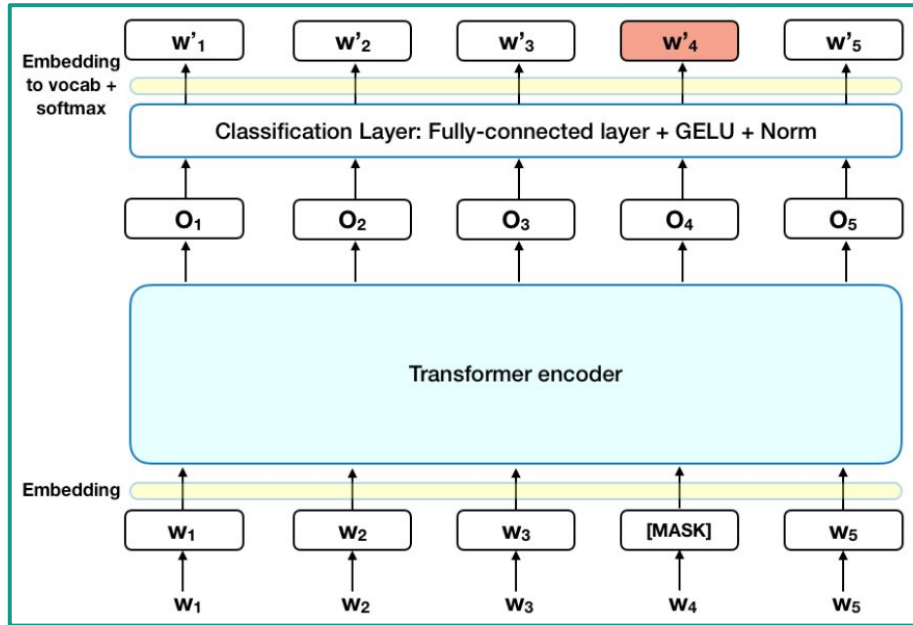 w'₁ w'₂ w'₃ w'₄ w'₅
Embedding
to vocab +
softmax
Classification Layer: Fully-connected layer + GELU + Norm
O₁ O₂ O₃ O₄ O₅
Transformer encoder
Embedding
w₁ w₂ w₃ [MASK] w₅
w₁ w₂ w₃ w₄ w₅